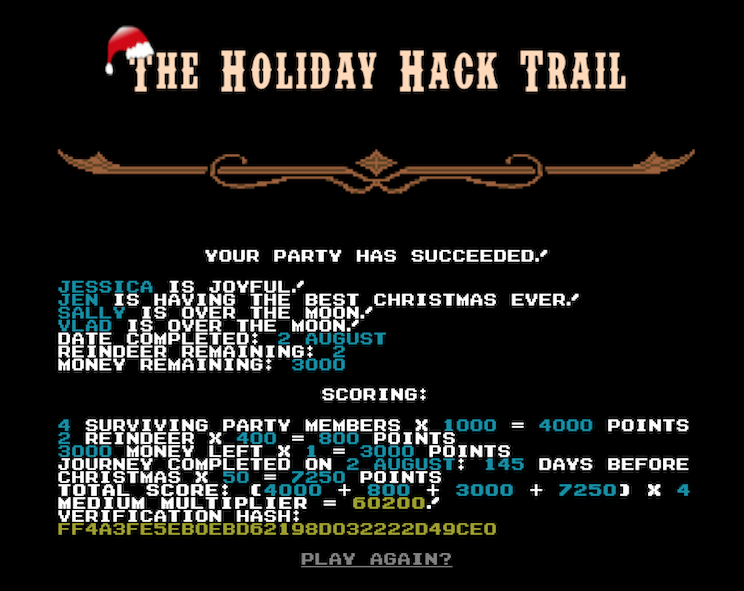 THE HOLIDAY HACK TRAIL
YOUR PARTY HAS SUCCEEDED!
JESSICA IS JOYFUL!
JEN IS HAVING THE BEST CHRISTMAS EVER!
SALLY IS OVER THE MOON!
VLAD IS OVER THE MOON!
DATE COMPLETED: 2 AUGUST
REINDEER REMAINING: 2
MONEY REMAINING: 3000
SCORING:
4 SURVIVING PARTY MEMBERS X 1000 = 4000 POINTS
2 REINDEER X 400 = 800 POINTS
3000 MONEY LEFT X 1 = 3000 POINTS
JOURNEY COMPLETED ON 2 AUGUST: 145 DAYS BEFORE
CHRISTMAS X 50 = 7250 POINTS
TOTAL SCORE: (4000 + 800 + 3000 + 7250) X 4
MEDIUM MULTIPLIER = 60200!
VERIFICATION HASH:
FF4A3FE5EB0EBD62198D032222D49CE0
PLAY AGAIN?